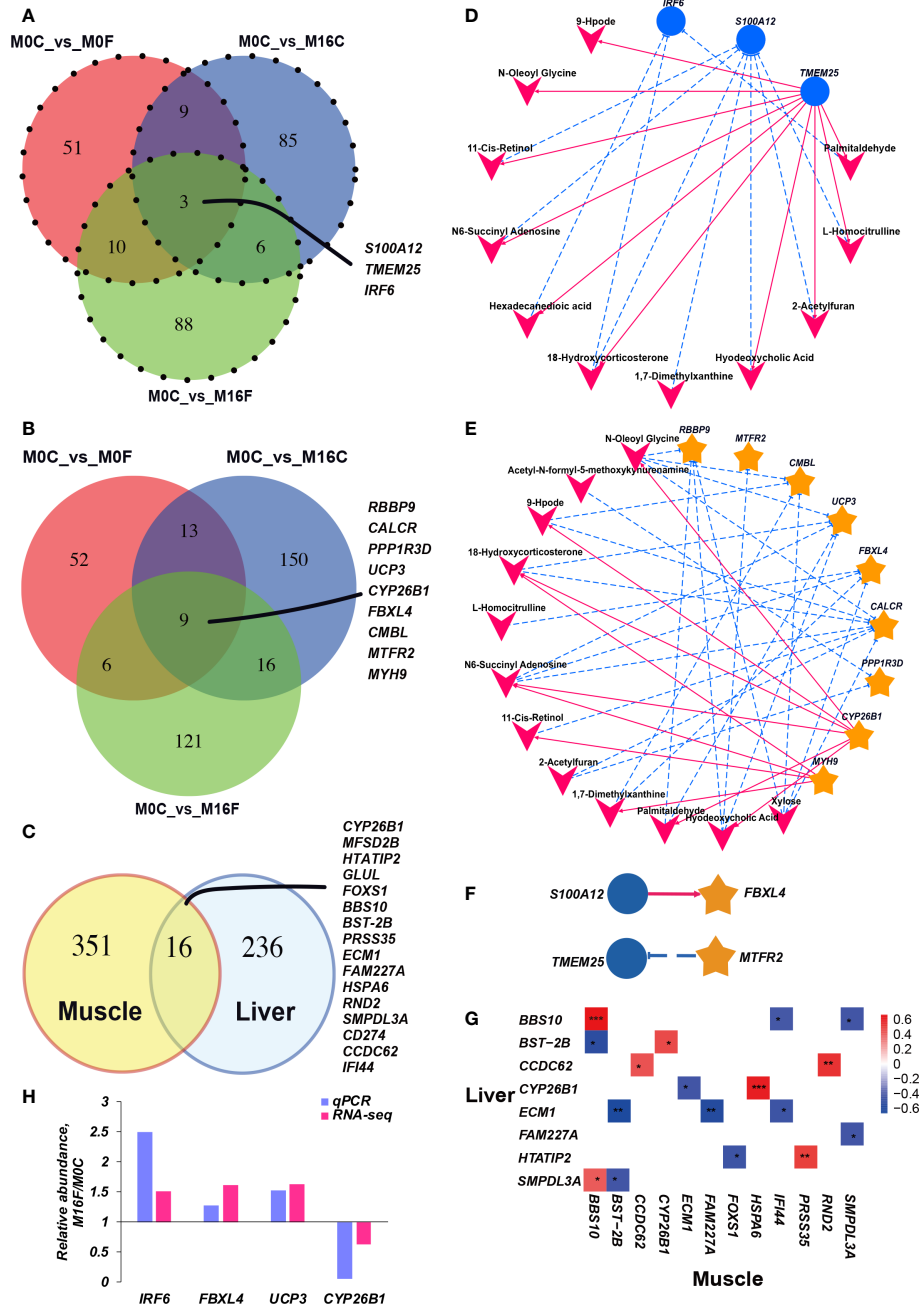 A
M0C_vs_M0F
M0C_vs_M16C
9
51
85
3
10
6
88
S100A12
TMEM25
IRF6
M0C_vs_M16F
B
M0C_vs_M0F
M0C_vs_M16C
13
52
150
9
6
16
121
RBBP9
CALCR
PPP1R3D
UCP3
CYP26B1
FBXL4
CMBL
MTFR2
MYH9
M0C_vs_M16F
C
351
16
236
Muscle
Liver
CYP26B1
MFSD2B
HTATIP2
GLUL
FOXS1
BBS10
BST-2B
PRSS35
ECM1
FAM227A
HSPA6
RND2
SMPDL3A
CD274
CCDC62
IFI44
D
IRF6
S100A12
TMEM25
9-Hpode
N-Oleoyl Glycine
11-Cis-Retinol
N6-Succinyl Adenosine
Hexadecanedioic acid
18-Hydroxycorticosterone
1,7-Dimethylxanthine
Hyodeoxycholic Acid
2-Acetylfuran
L-Homocitrulline
Palmitaldehyde
E
N-Oleoyl Glycine
RBBP9
MTFR2
CMBL
UCP3
FBXL4
CALCR
PPP1R3D
CYP26B1
MYH9
Acetyl-N-formyl-5-methoxykynurenamine
9-Hpode
18-Hydroxycorticosterone
L-Homocitrulline
N6-Succinyl Adenosine
11-Cis-Retinol
2-Acetylfuran
1,7-Dimethylxanthine
Palmitaldehyde
Hyodeoxycholic Acid
Xylose
F
S100A12
FBXL4
TMEM25
MTFR2
G
Liver
BBS10 *** * *
BST−2B * *
CCDC62 * **
CYP26B1 * ***
ECM1 ** ** *
FAM227A *
HTATIP2 * **
SMPDL3A * *
BBS10
BST−2B
CCDC62
CYP26B1
ECM1
FAM227A
FOXS1
HSPA6
IFI44
PRSS35
RND2
SMPDL3A
Muscle
0.6
0.4
0.2
0
−0.2
−0.4
−0.6
H
qPCR
RNA-seq
Relative abundance,
M16F/M0C
3
2.5
2
1.5
1
0.5
0
IRF6
FBXL4
UCP3
CYP26B1